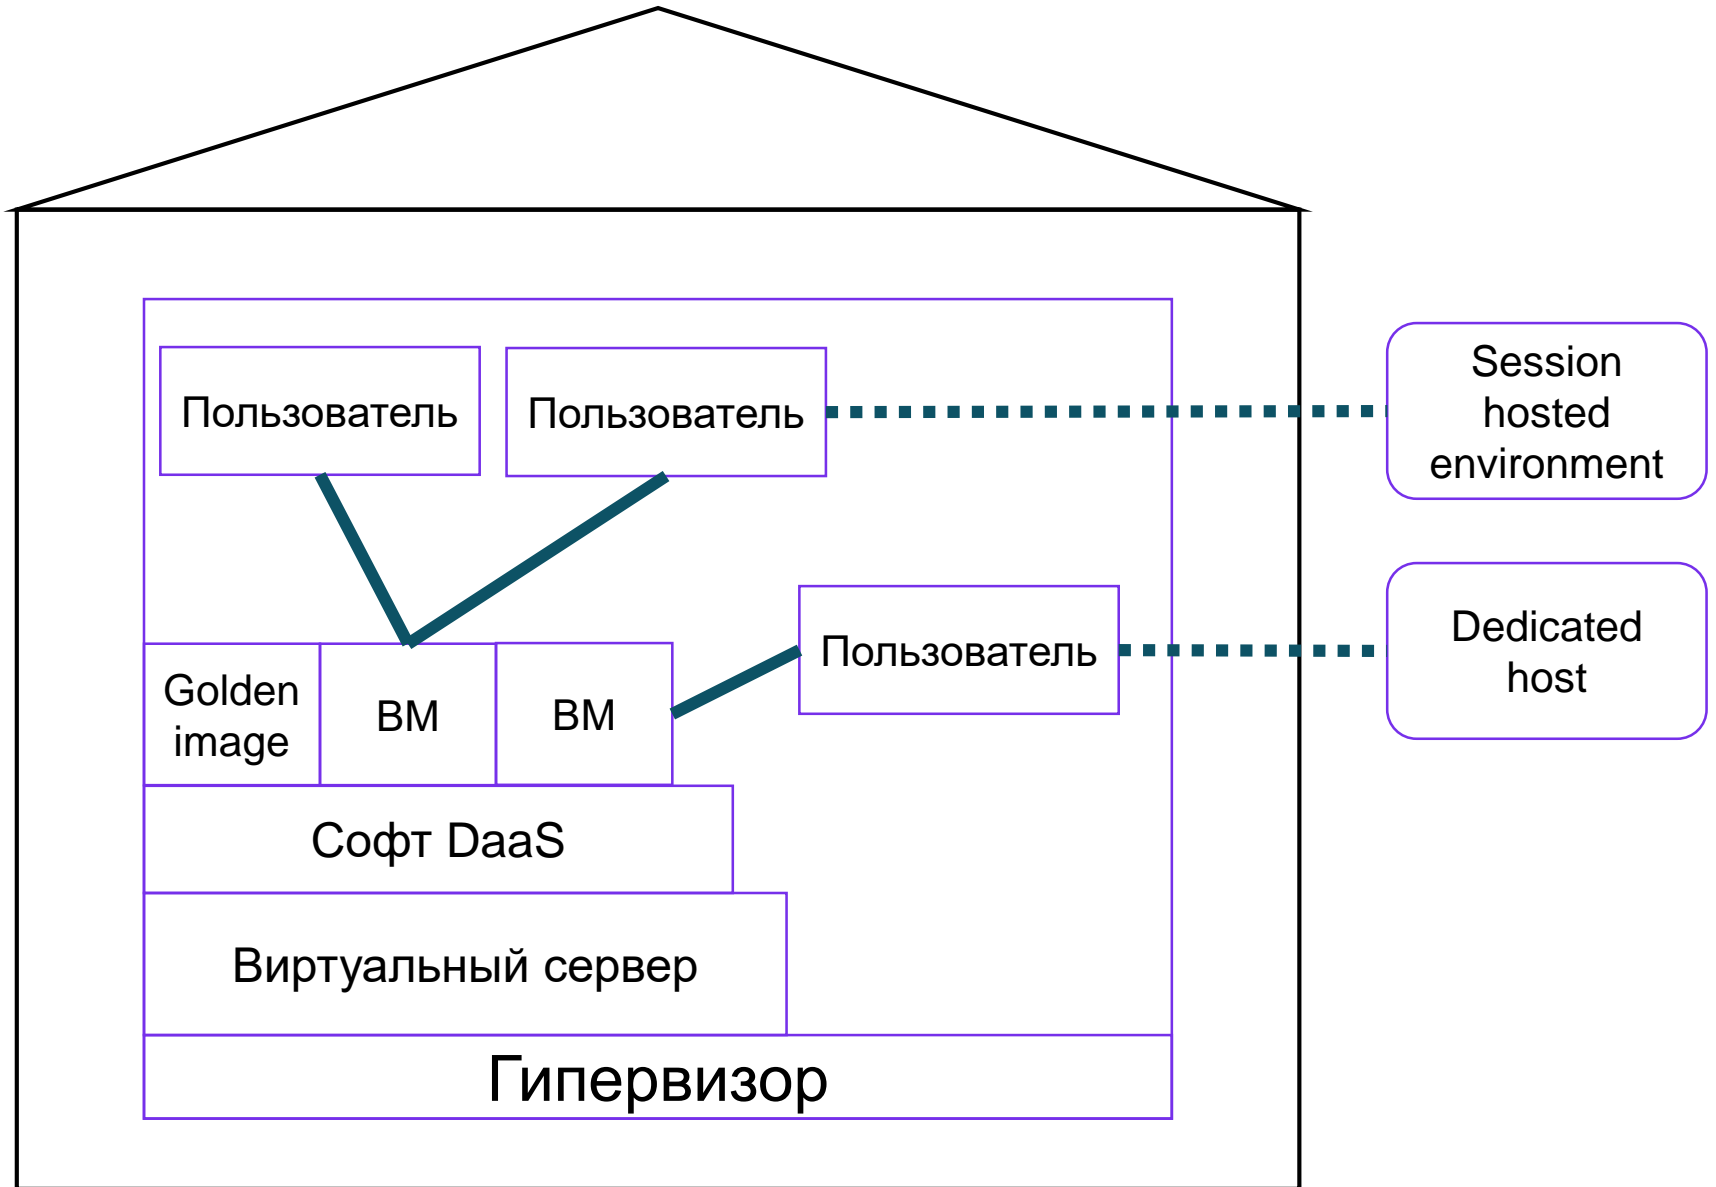 Пользователь
Пользователь
Session
hosted
environment
Пользователь
Dedicated
host
Golden
image
ВМ
ВМ
Софт DaaS
Виртуальный сервер
Гипервизор